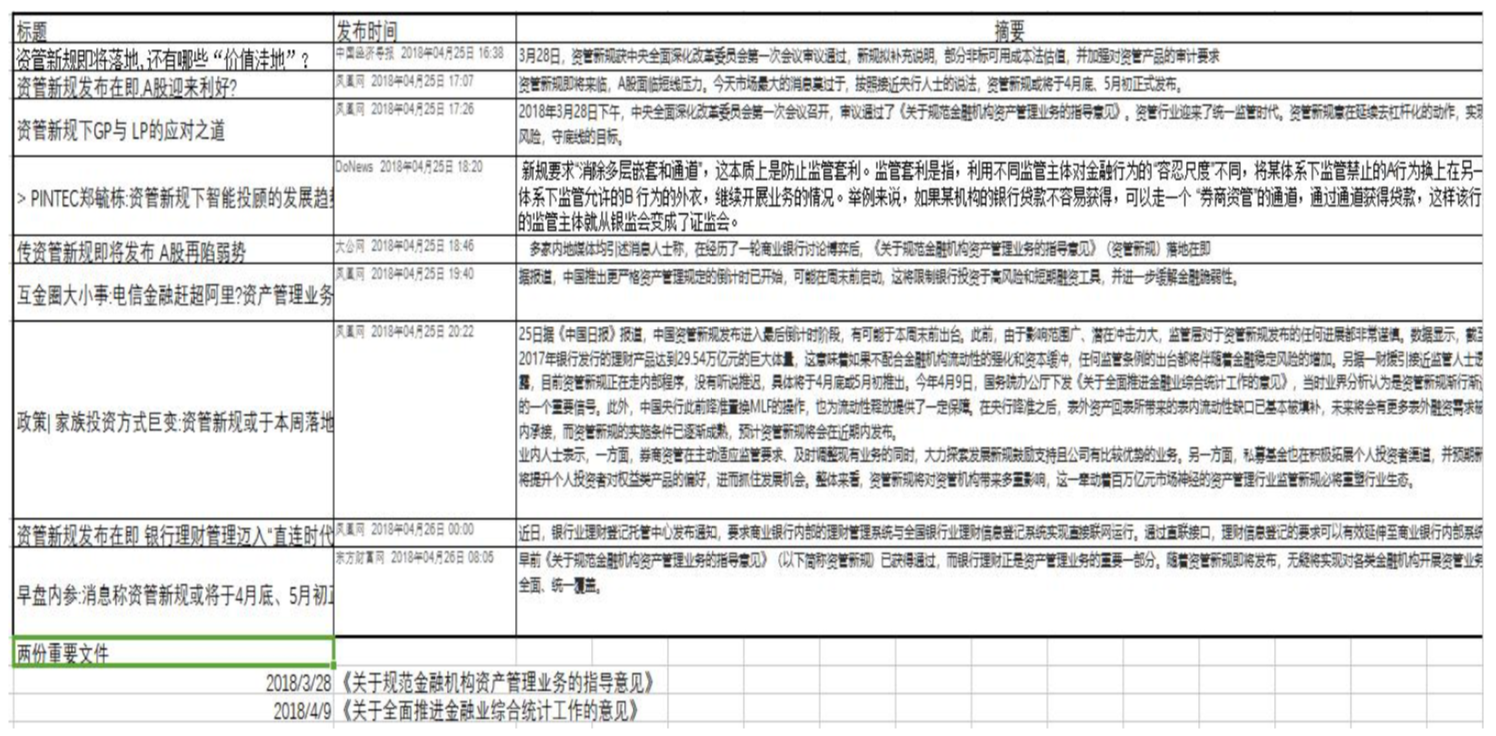 标题 发布时间 摘要
资管新规即将落地,还有哪些“价值洼地”? 中国经济导报 2018年04月25日 16:38 3月28日，资管新规获中央全面深化改革委员会第一次会议审议通过，新规拟补充说明，部分非标可用成本法估值，并加强对资管产品的审计要求
资管新规发布在即,A股迎来利好? 凤凰网 2018年04月25日 17:07 资管新规即将来临，A股面临短线压力。今天市场最大的消息莫过于，按照接近央行人士的说法，资管新规或将于4月底、5月初正式发布。
资管新规下GP与 LP的应对之道 凤凰网 2018年04月25日 17:26 2018年3月28日下午，中央全面深化改革委员会第一次会议召开，审议通过了《关于规范金融机构资产管理业务的指导意见》。资管行业迎来了统一监管时代。资管新规意在延续去杠杆化的动作，实现
风险，守底线的目标。
> PINTEC郑毓栋:资管新规下智能投顾的发展趋势 DoNews 2018年04月25日 18:20 新规要求“消除多层嵌套和通道”，这本质上是防止监管套利。监管套利是指，利用不同监管主体对金融行为的“容忍尺度”不同，将某体系下监管禁止的A行为换上在另一
体系下监管允许的B 行为的外衣，继续开展业务的情况。举例来说，如果某机构的银行贷款不容易获得，可以走一个 “券商资管”的通道，通过通道获得贷款，这样该行
的监管主体就从银监会变成了证监会。
传资管新规即将发布 A股再陷弱势 大公网 2018年04月25日 18:46 多家内地媒体均引述消息人士称，在经历了一轮商业银行讨论博弈后，《关于规范金融机构资产管理业务的指导意见》（资管新规）落地在即
互金圈大小事:电信金融赶超阿里?资产管理业务 凤凰网 2018年04月25日 19:40 据报道，中国推出更严格资产管理规定的倒计时已开始，可能在周末前启动，这将限制银行投资于高风险和短期融资工具，并进一步缓解金融脆弱性。
政策| 家族投资方式巨变:资管新规或于本周落地 凤凰网 2018年04月25日 20:22 25日据《中国日报》报道，中国资管新规发布进入最后倒计时阶段，有可能于本周末前出台。此前，由于影响范围广、潜在冲击力大，监管层对于资管新规发布的任何进展都非常谨慎。数据显示，截至
2017年银行发行的理财产品达到29.54万亿元的巨大体量，这意味着如果不配合金融机构流动性的强化和资本缓冲，任何监管条例的出台都将伴随着金融稳定风险的增加。另据一财援引接近监管人士透
露，目前资管新规正在走内部程序，没有听说推迟，具体将于4月底或5月初推出。今年4月9日，国务院办公厅下发《关于全面推进金融业综合统计工作的意见》，当时业界分析认为是资管新规渐行渐近
的一个重要信号。此外，中国央行此前降准置换MLF的操作，也为流动性释放提供了一定保障。在央行降准之后，表外资产回表所带来的表内流动性缺口已基本被填补，未来将会有更多表外融资需求被
内承接，而资管新规的实施条件已逐渐成熟，预计资管新规将会在近期内发布。
业内人士表示，一方面，券商资管在主动适应监管要求、及时调整现有业务的同时，大力探索发展新规鼓励支持且公司有比较优势的业务。另一方面，私募基金也在积极拓展个人投资者渠道，并预期新
将提升个人投资者对权益类产品的偏好，进而抓住发展机会。整体来看，资管新规将对资管机构带来多重影响，这一牵动着百万亿元市场神经的资产管理行业监管新规必将重塑行业生态。
资管新规发布在即 银行理财管理迈入“直连时代 凤凰网 2018年04月26日 00:00 近日，银行业理财登记托管中心发布通知，要求商业银行内部的理财管理系统与全国银行业理财信息登记系统实现直接联网运行。通过直联接口，理财信息登记的要求可以有效延伸至商业银行内部系统
早盘内参:消息称资管新规或将于4月底、5月初正 东方财富网 2018年04月26日 08:05 早前《关于规范金融机构资产管理业务的指导意见》（以下简称资管新规）已获得通过，而银行理财正是资产管理业务的重要一部分。随着资管新规即将发布，无疑将实现对各类金融机构开展资管业务
全面、统一覆盖。
两份重要文件
2018/3/28 《关于规范金融机构资产管理业务的指导意见》
2018/4/9 《关于全面推进金融业综合统计工作的意见》